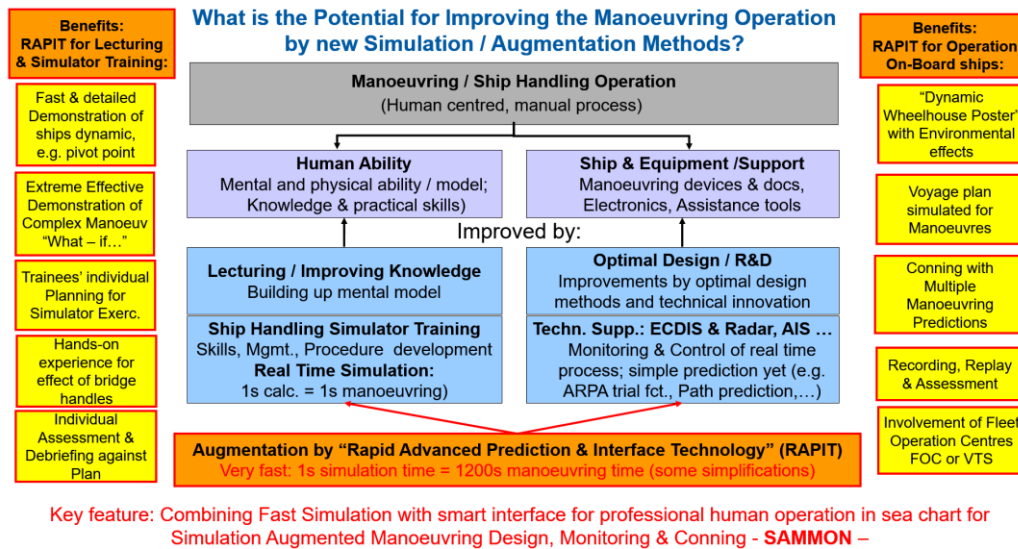 What is the Potential for Improving the Manoeuvring Operation
by new Simulation / Augmentation Methods?
Benefits:
RAPIT for Lecturing
& Simulator Training:
Fast & detailed
Demonstration of
ships dynamic,
e.g. pivot point
Extreme Effective
Demonstration of
Complex Manoeuv
“What – if…”
Trainees’ individual
Planning for
Simulator Exerc.
Hands-on
experience for
effect of bridge
handles
Individual
Assessment &
Debriefing against
Plan
Manoeuvring / Ship Handling Operation
(Human centred, manual process)
Human Ability
Mental and physical ability / model;
Knowledge & practical skills)
Ship & Equipment /Support
Manoeuvring devices & docs,
Electronics, Assistance tools
Improved by:
Lecturing / Improving Knowledge
Building up mental model
Optimal Design / R&D
Improvements by optimal design
methods and technical innovation
Ship Handling Simulator Training
Skills, Mgmt., Procedure development
Real Time Simulation:
1s calc. = 1s manoeuvring)
Techn. Supp.: ECDIS & Radar, AIS …
Monitoring & Control of real time
process; simple prediction yet (e.g.
ARPA trial fct., Path prediction,…)
Augmentation by “Rapid Advanced Prediction & Interface Technology” (RAPIT)
Very fast: 1s simulation time = 1200s manoeuvring time (some simplifications)
Benefits:
RAPIT for Operation
On-Board ships:
“Dynamic
Wheelhouse Poster”
with Environmental
effects
Voyage plan
simulated for
Manoeuvres
Conning with
Multiple
Manoeuvring
Predictions
Recording, Replay
& Assessment
Involvement of Fleet
Operation Centres
FOC or VTS
Key feature: Combining Fast Simulation with smart interface for professional human operation in sea chart for
Simulation Augmented Manoeuvring Design, Monitoring & Conning - SAMMON –